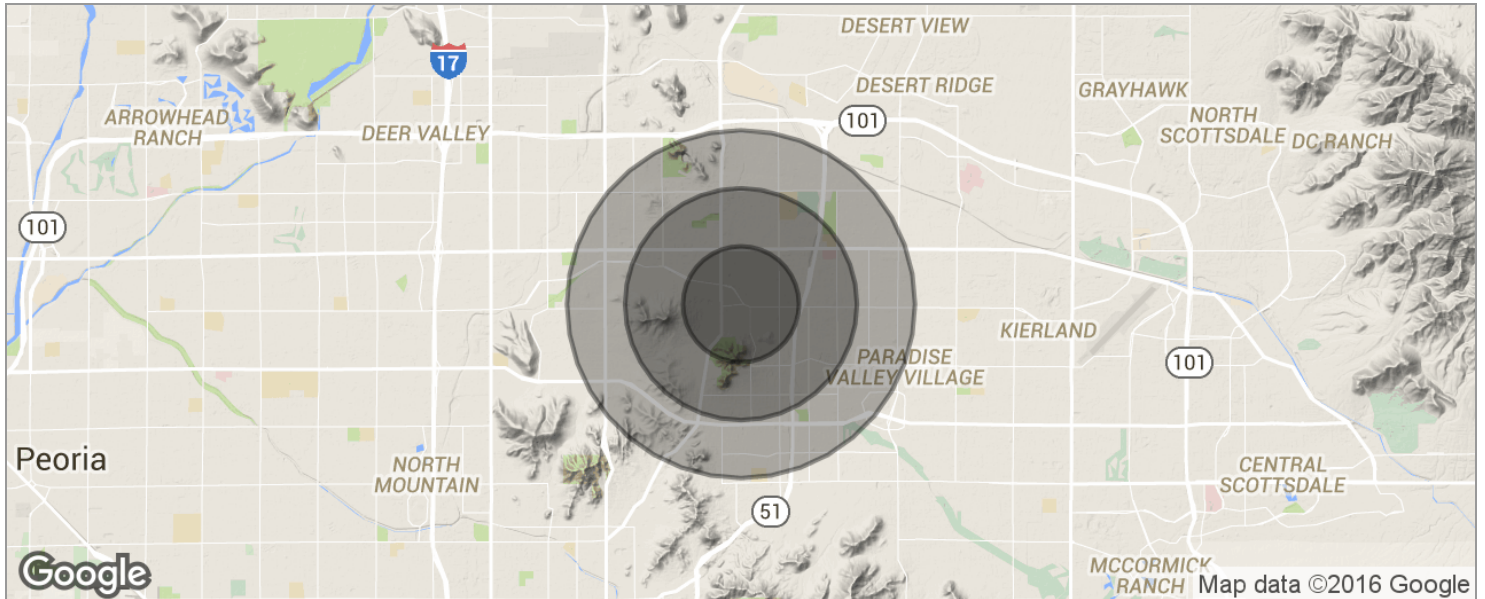 DESERT VIEW
17
DESERT RIDGE
GRAYHAWK
ARROWHEAD
RANCH
DEER VALLEY
101
NORTH
SCOTTSDALE
DC RANCH
101
KIERLAND
PARADISE
VALLEY VILLAGE
101
Peoria
NORTH
MOUNTAIN
CENTRAL
SCOTTSDALE
51
MCCORMICK
RANCH
Google
Map data ©2016 Google